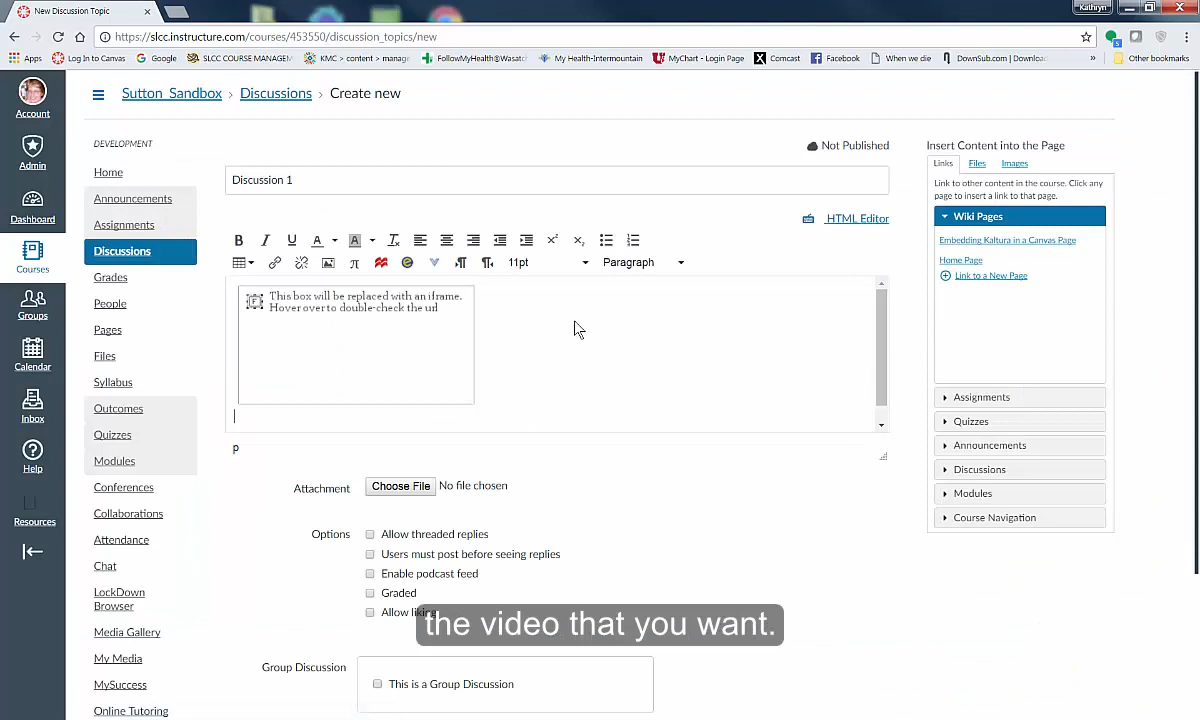 New Discussion Topic
Kathryn
https://slcc.instructure.com/courses/453550/discussion_topics/new
Apps
Log In to Canvas
Google
SLCC COURSE MANAGEM
KMC > content > manage
FollowMyHealth®Wasatc
My Health-Intermountain
MyChart - Login Page
Comcast
Facebook
When we die
DownSub.com | Downloa
»
Other bookmarks
Account
Admin
Dashboard
Courses
Groups
Calendar
Inbox
Help
Resources
Sutton_Sandbox › Discussions › Create new
DEVELOPMENT
Home
Announcements
Assignments
Discussions
Grades
People
Pages
Files
Syllabus
Outcomes
Quizzes
Modules
Conferences
Collaborations
Attendance
Chat
LockDown
Browser
Media Gallery
My Media
MySuccess
Online Tutoring
Not Published
Discussion 1
HTML Editor
11pt
Paragraph
This box will be replaced with an iframe.
Hover over to double-check the url
p
Attachment
Choose File No file chosen
Options
Allow threaded replies
Users must post before seeing replies
Enable podcast feed
Graded
Allow liking
the video that you want.
Group Discussion
This is a Group Discussion
Insert Content into the Page
Links Files Images
Link to other content in the course. Click any
page to insert a link to that page.
Wiki Pages
Embedding Kaltura in a Canvas Page
Home Page
Link to a New Page
Assignments
Quizzes
Announcements
Discussions
Modules
Course Navigation